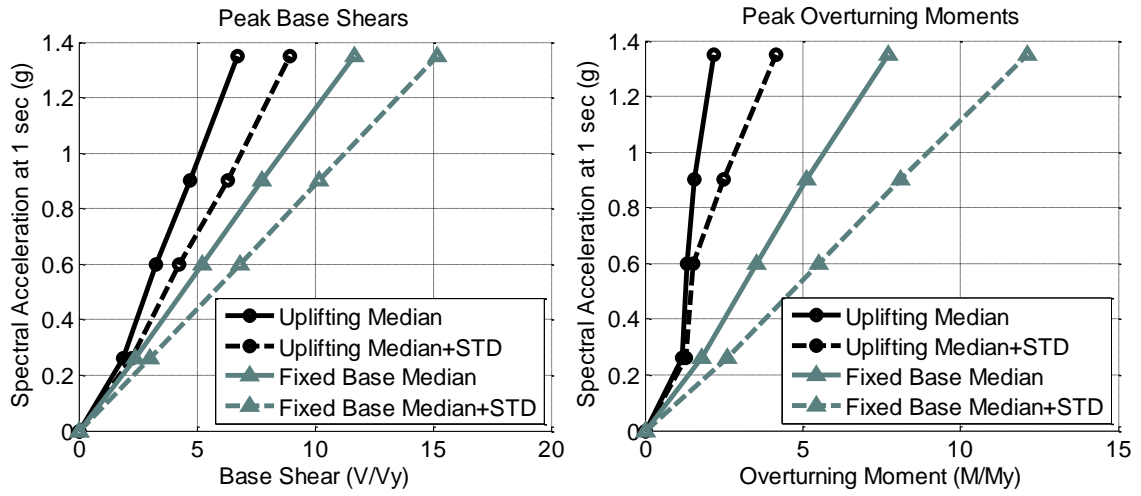 Peak Base Shears
Spectral Acceleration at 1 sec (g)
1.4
1.2
1
0.8
0.6
0.4
0.2
0
0
5
10
15
20
Base Shear (V/Vy)
Uplifting Median
Uplifting Median+STD
Fixed Base Median
Fixed Base Median+STD
Peak Overturning Moments
Spectral Acceleration at 1 sec (g)
1.4
1.2
1
0.8
0.6
0.4
0.2
0
0
5
10
15
Overturning Moment (M/My)
Uplifting Median
Uplifting Median+STD
Fixed Base Median
Fixed Base Median+STD